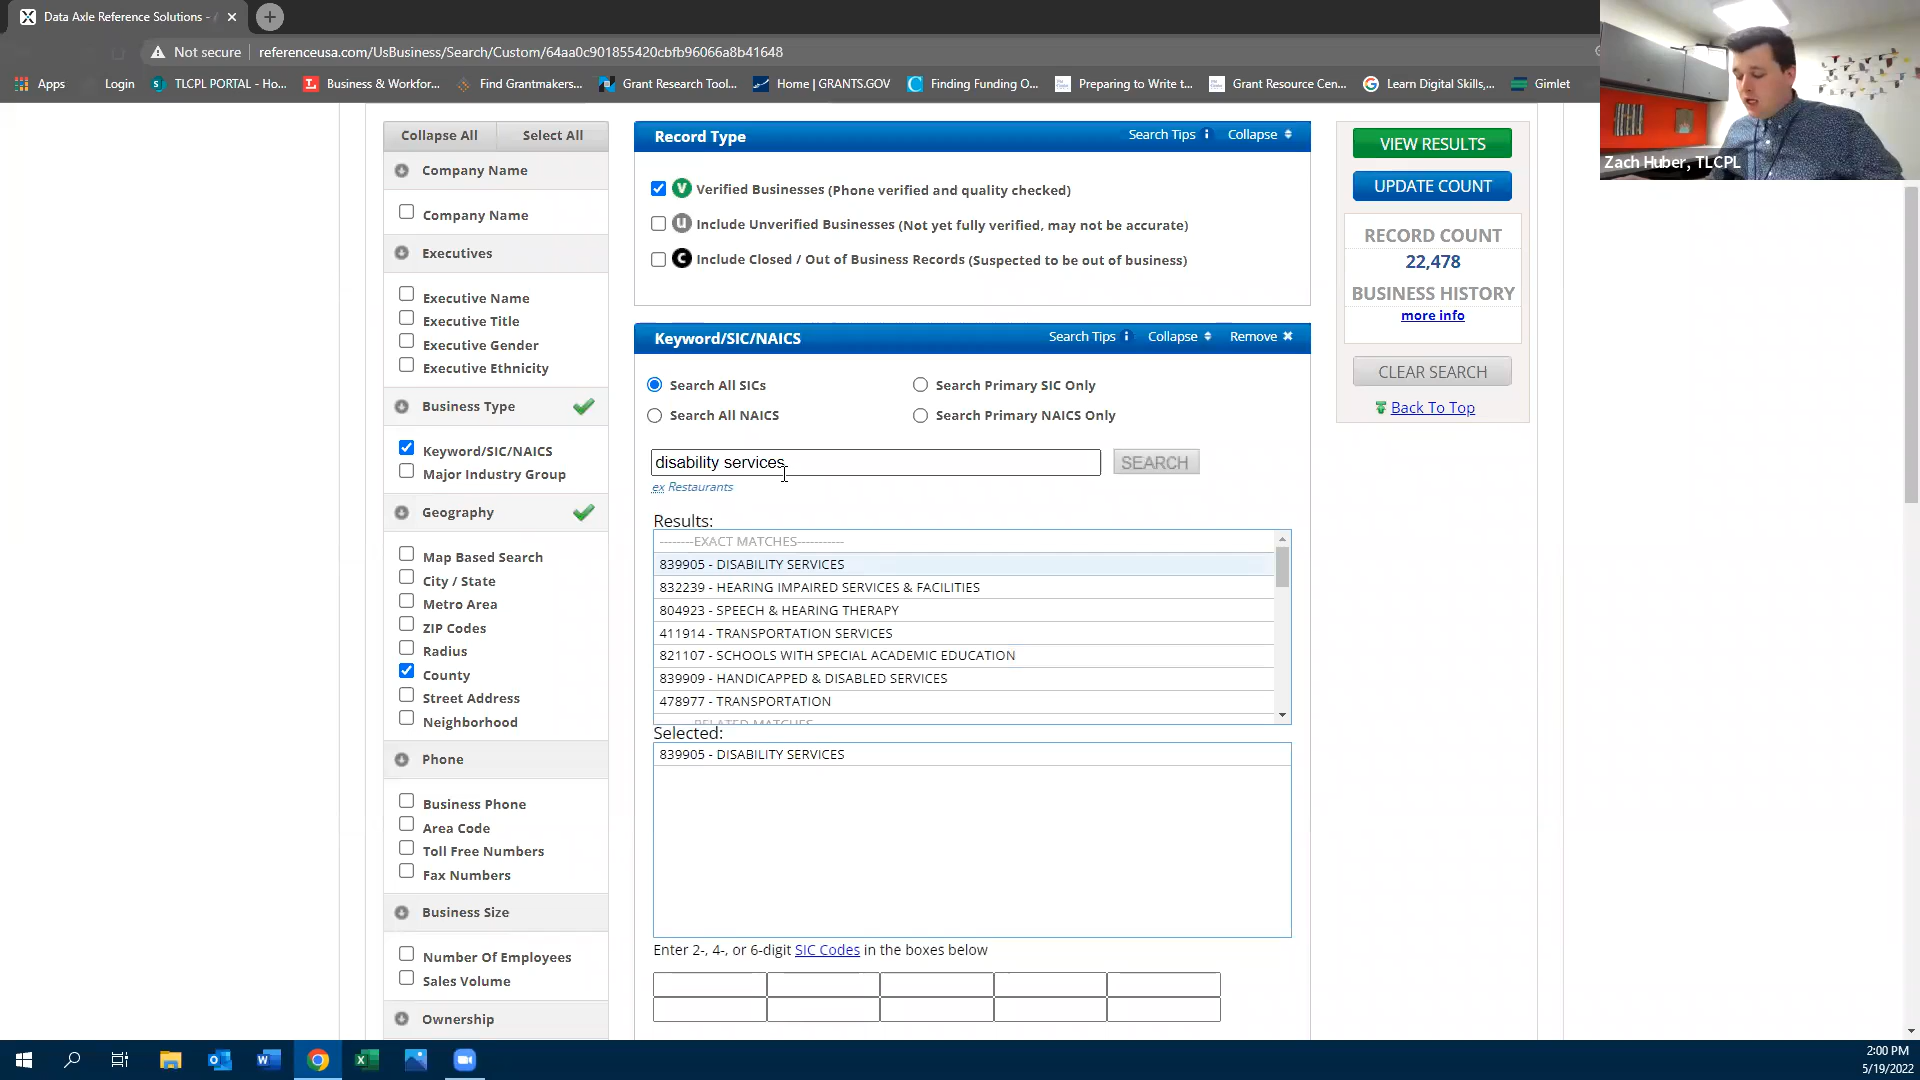 Data Axle Reference Solutions -
Not secure referenceusa.com/UsBusiness/Search/Custom/64aa0c901855420cbfb96066a8b41648
Apps Login TLCPL PORTAL - Ho... Business & Workfor... Find Grantmakers... Grant Research Tool... Home | GRANTS.GOV Finding Funding O... Preparing to Write t... Grant Resource Cen... Learn Digital Skills,... Gimlet
Zach Huber, TLCPL
Collapse All Select All
Company Name
Company Name
Executives
Executive Name
Executive Title
Executive Gender
Executive Ethnicity
Business Type
Keyword/SIC/NAICS
Major Industry Group
Geography
Map Based Search
City / State
Metro Area
ZIP Codes
Radius
County
Street Address
Neighborhood
Phone
Business Phone
Area Code
Toll Free Numbers
Fax Numbers
Business Size
Number Of Employees
Sales Volume
Ownership
Record Type Search Tips i Collapse
V Verified Businesses (Phone verified and quality checked)
u Include Unverified Businesses (Not yet fully verified, may not be accurate)
C Include Closed / Out of Business Records (Suspected to be out of business)
Keyword/SIC/NAICS Search Tips i Collapse Remove
Search All SICs Search Primary SIC Only
Search All NAICS Search Primary NAICS Only
disability services SEARCH
ex Restaurants
Results:
--------EXACT MATCHES-----------
839905 - DISABILITY SERVICES
832239 - HEARING IMPAIRED SERVICES & FACILITIES
804923 - SPEECH & HEARING THERAPY
411914 - TRANSPORTATION SERVICES
821107 - SCHOOLS WITH SPECIAL ACADEMIC EDUCATION
839909 - HANDICAPPED & DISABLED SERVICES
478977 - TRANSPORTATION
RELATED MATCHES
Selected:
839905 - DISABILITY SERVICES
Enter 2-, 4-, or 6-digit SIC Codes in the boxes below
VIEW RESULTS
UPDATE COUNT
RECORD COUNT
22,478
BUSINESS HISTORY
more info
CLEAR SEARCH
Back To Top
2:00 PM
5/19/2022